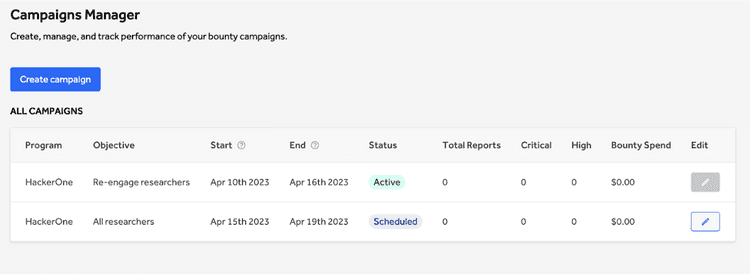 Campaigns Manager
Create, manage, and track performance of your bounty campaigns.
Create campaign
ALL CAMPAIGNS
Program Objective Start End Status Total Reports Critical High Bounty Spend Edit
HackerOne Re-engage researchers Apr 10th 2023 Apr 16th 2023 Active 0 0 0 $0.00
HackerOne All researchers Apr 15th 2023 Apr 19th 2023 Scheduled 0 0 0 $0.00